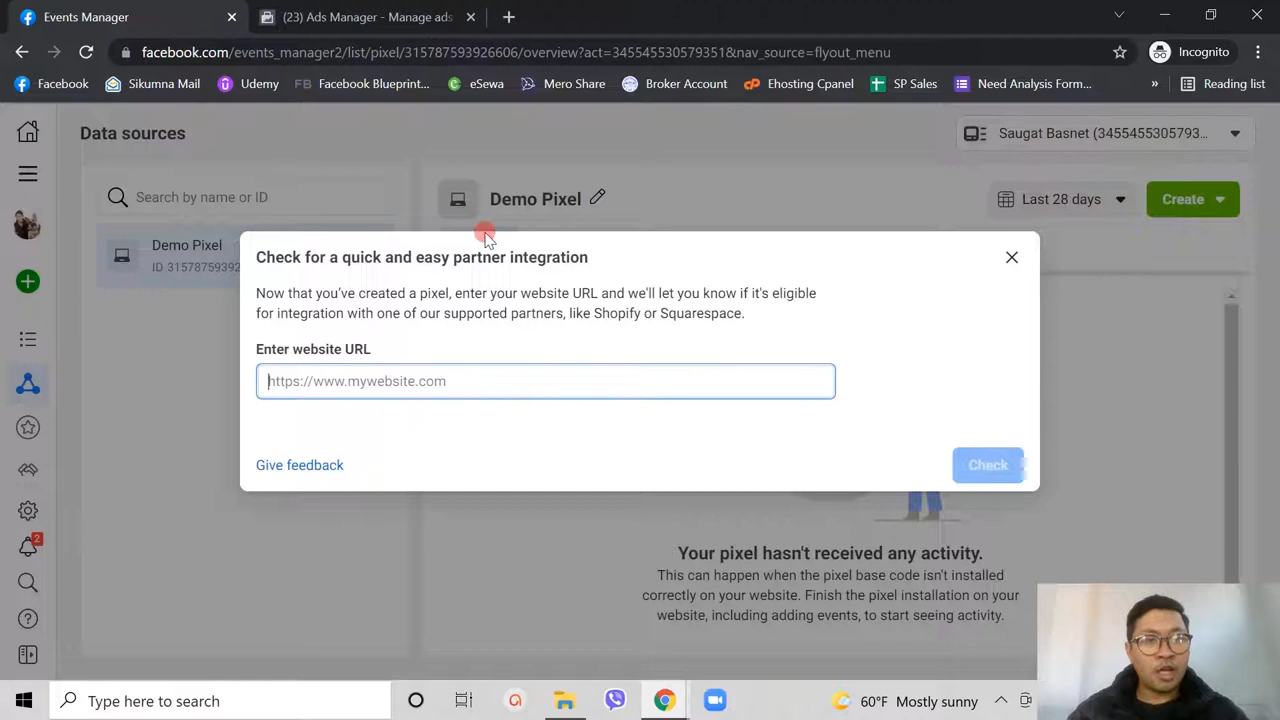 Events Manager
(23) Ads Manager - Manage ads
facebook.com/events_manager2/list/pixel/315787593926606/overview?act=345545530579351&nav_source=flyout_menu
Incognito
Facebook
Sikumna Mail
Udemy
FB Facebook Blueprint...
eSewa
Mero Share
Broker Account
cP Ehosting Cpanel
SP Sales
Need Analysis Form...
»
Reading list
Data sources
Saugat Basnet (3455455305793...
Search by name or ID
Demo Pixel
Last 28 days
Create
Demo Pixel
ID 31578759392
Check for a quick and easy partner integration
Now that you've created a pixel, enter your website URL and we'll let you know if it's eligible
for integration with one of our supported partners, like Shopify or Squarespace.
Enter website URL
https://www.mywebsite.com
Give feedback
Check
2
Your pixel hasn't received any activity.
This can happen when the pixel base code isn't installed
correctly on your website. Finish the pixel installation on your
website, including adding events, to start seeing activity.
Type here to search
60°F Mostly sunny